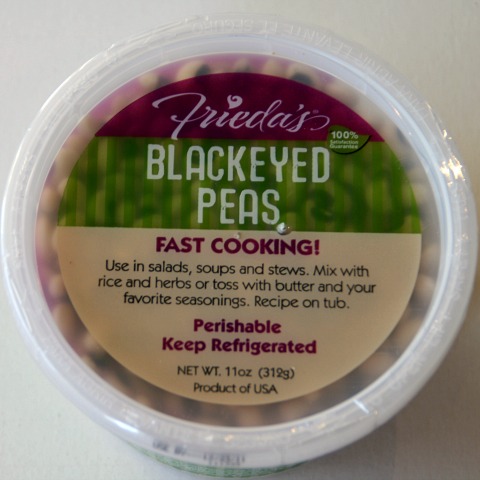 Frieda's
100%
Satisfaction
Guarantee
BLACKEYED
PEAS
FAST COOKING!
Use in salads, soups and stews. Mix with
rice and herbs or toss with butter and your
favorite seasonings. Recipe on tub.
Perishable
Keep Refrigerated
NET WT. 11oz (312g)
Product of USA